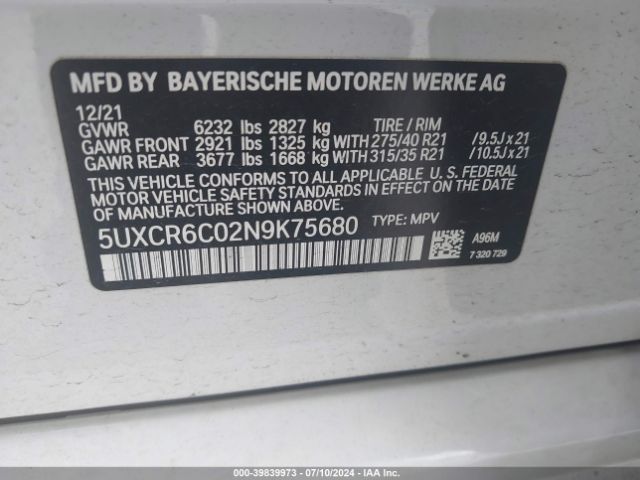 MFD BY BAYERISCHE MOTOREN WERKE AG
12/21
GVWR 6232 lbs 2827 kg TIRE / RIM
GAWR FRONT 2921 lbs 1325 kg WITH 275/40 R21 / 9.5J x 21
GAWR REAR 3677 lbs 1668 kg WITH 315/35 R21 / 10.5J x 21
THIS VEHICLE CONFORMS TO ALL APPLICABLE U. S. FEDERAL
MOTOR VEHICLE SAFETY STANDARDS IN EFFECT ON THE DATE
OF MANUFACTURE SHOWN ABOVE.
5UXCR6C02N9K75680 TYPE: MPV
A96M
7 320 729
000-39839973 - 07/10/2024 - IAA Inc.